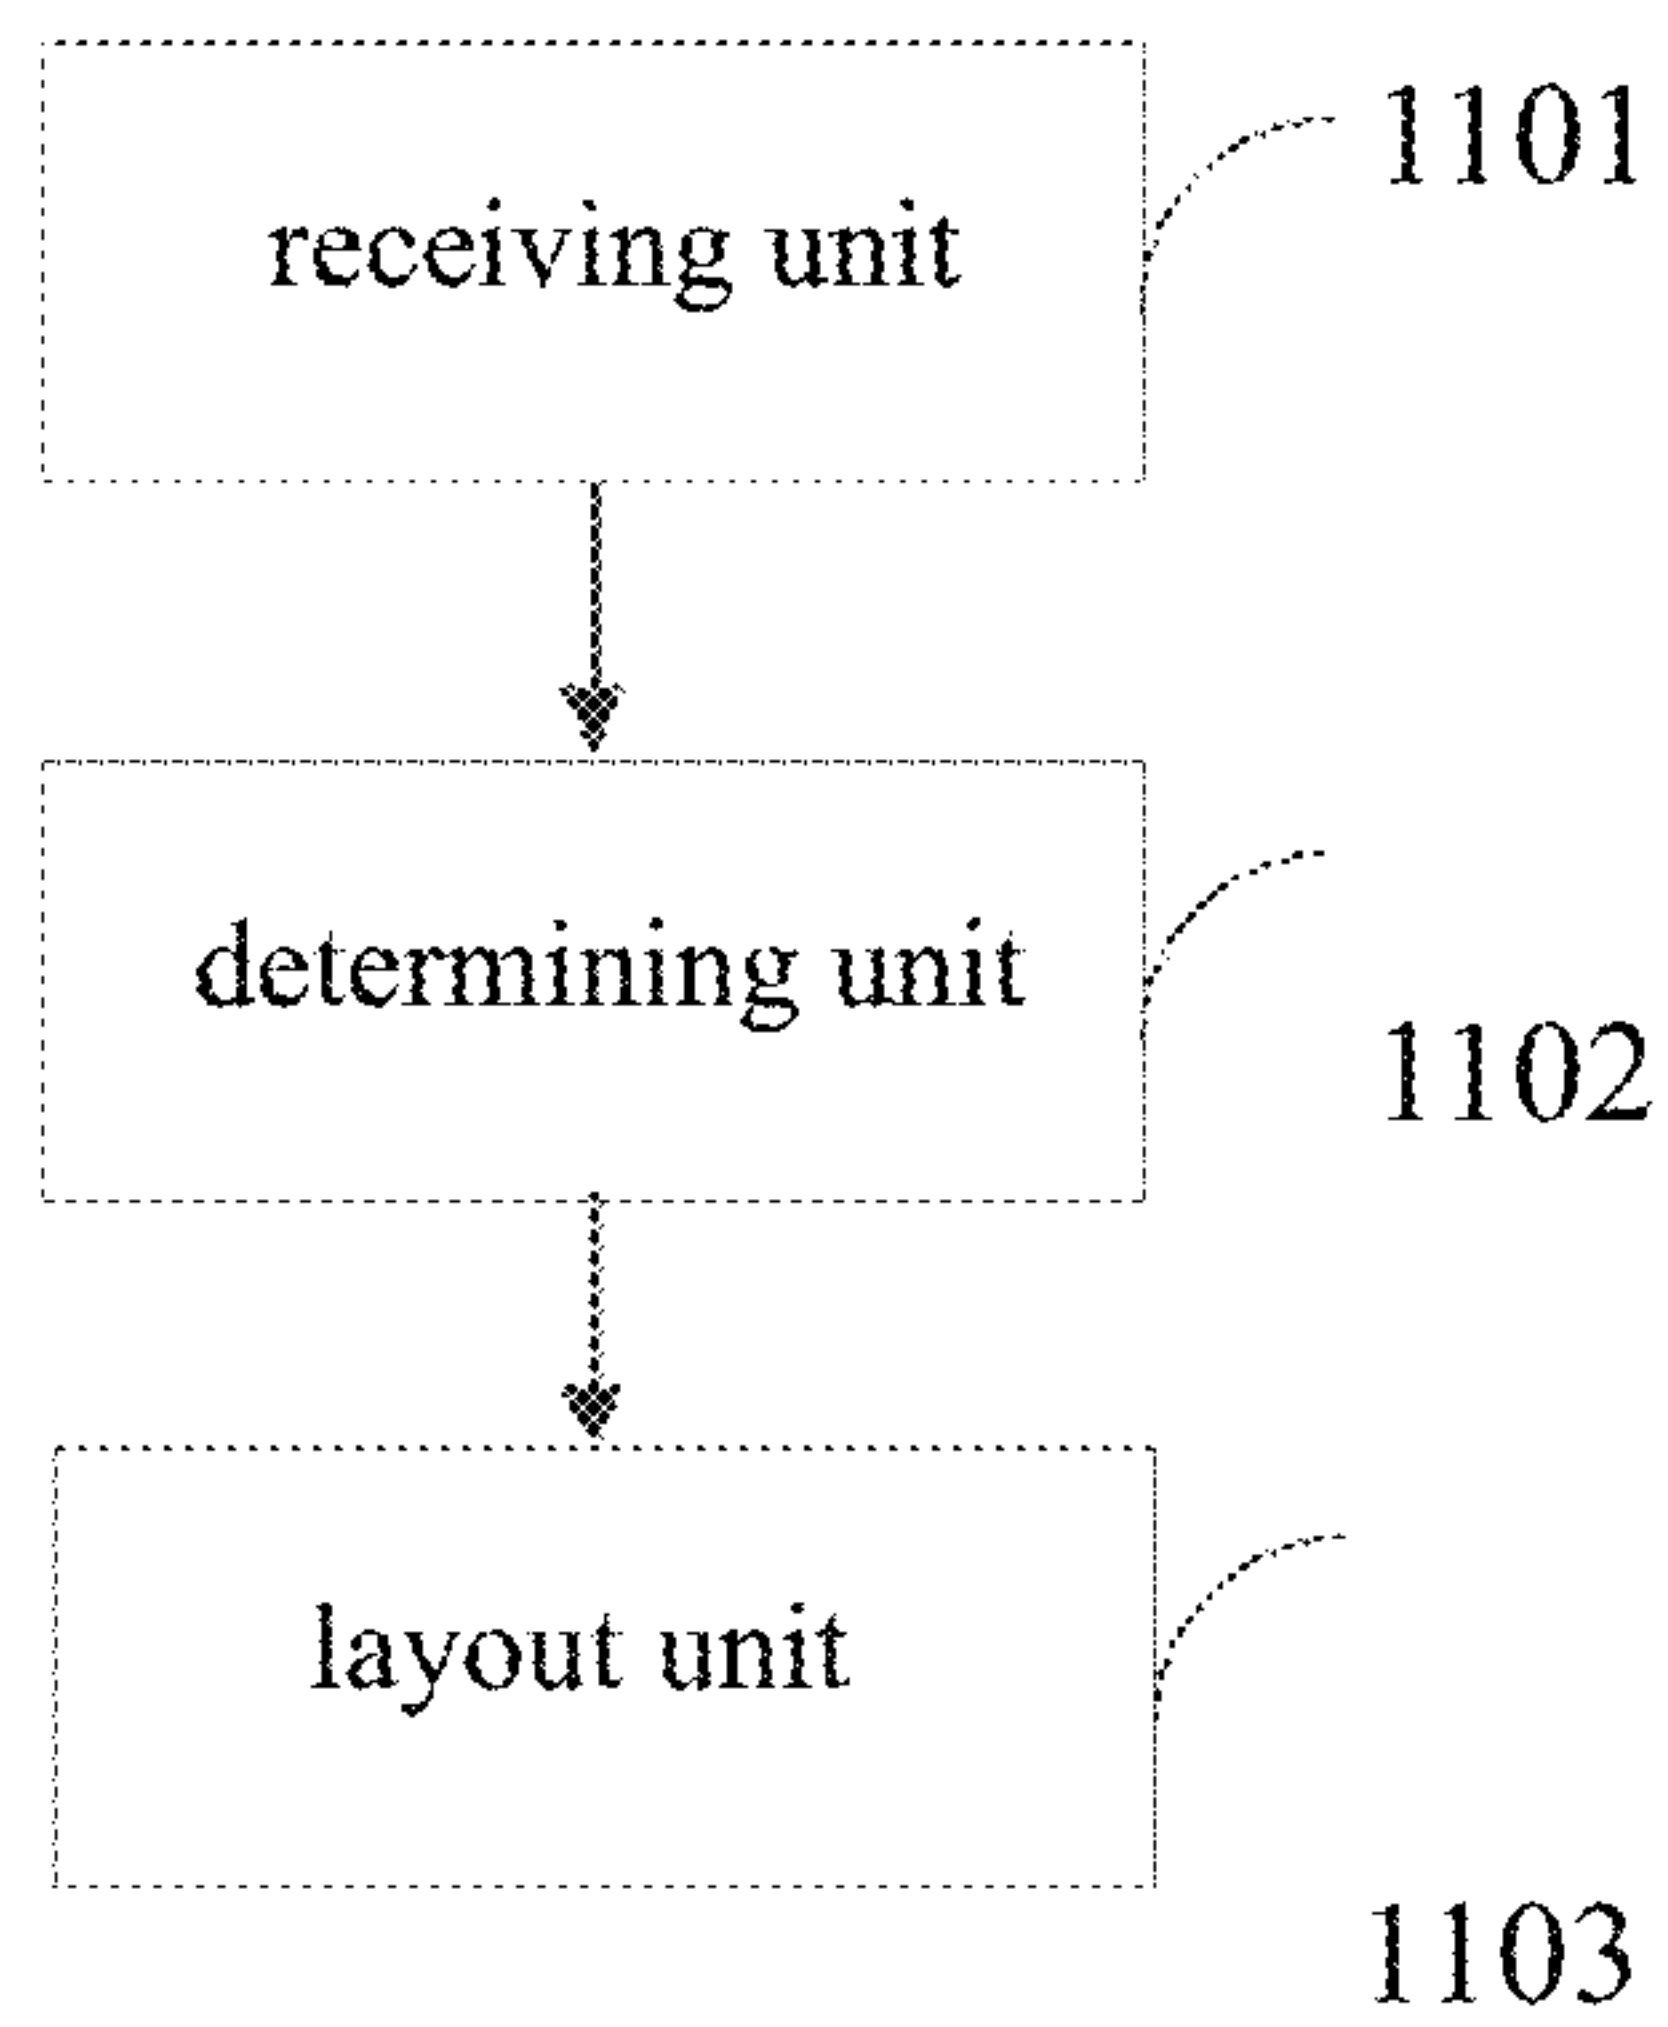 1101
receiving unit
determining unit
1102
layout unit
1103